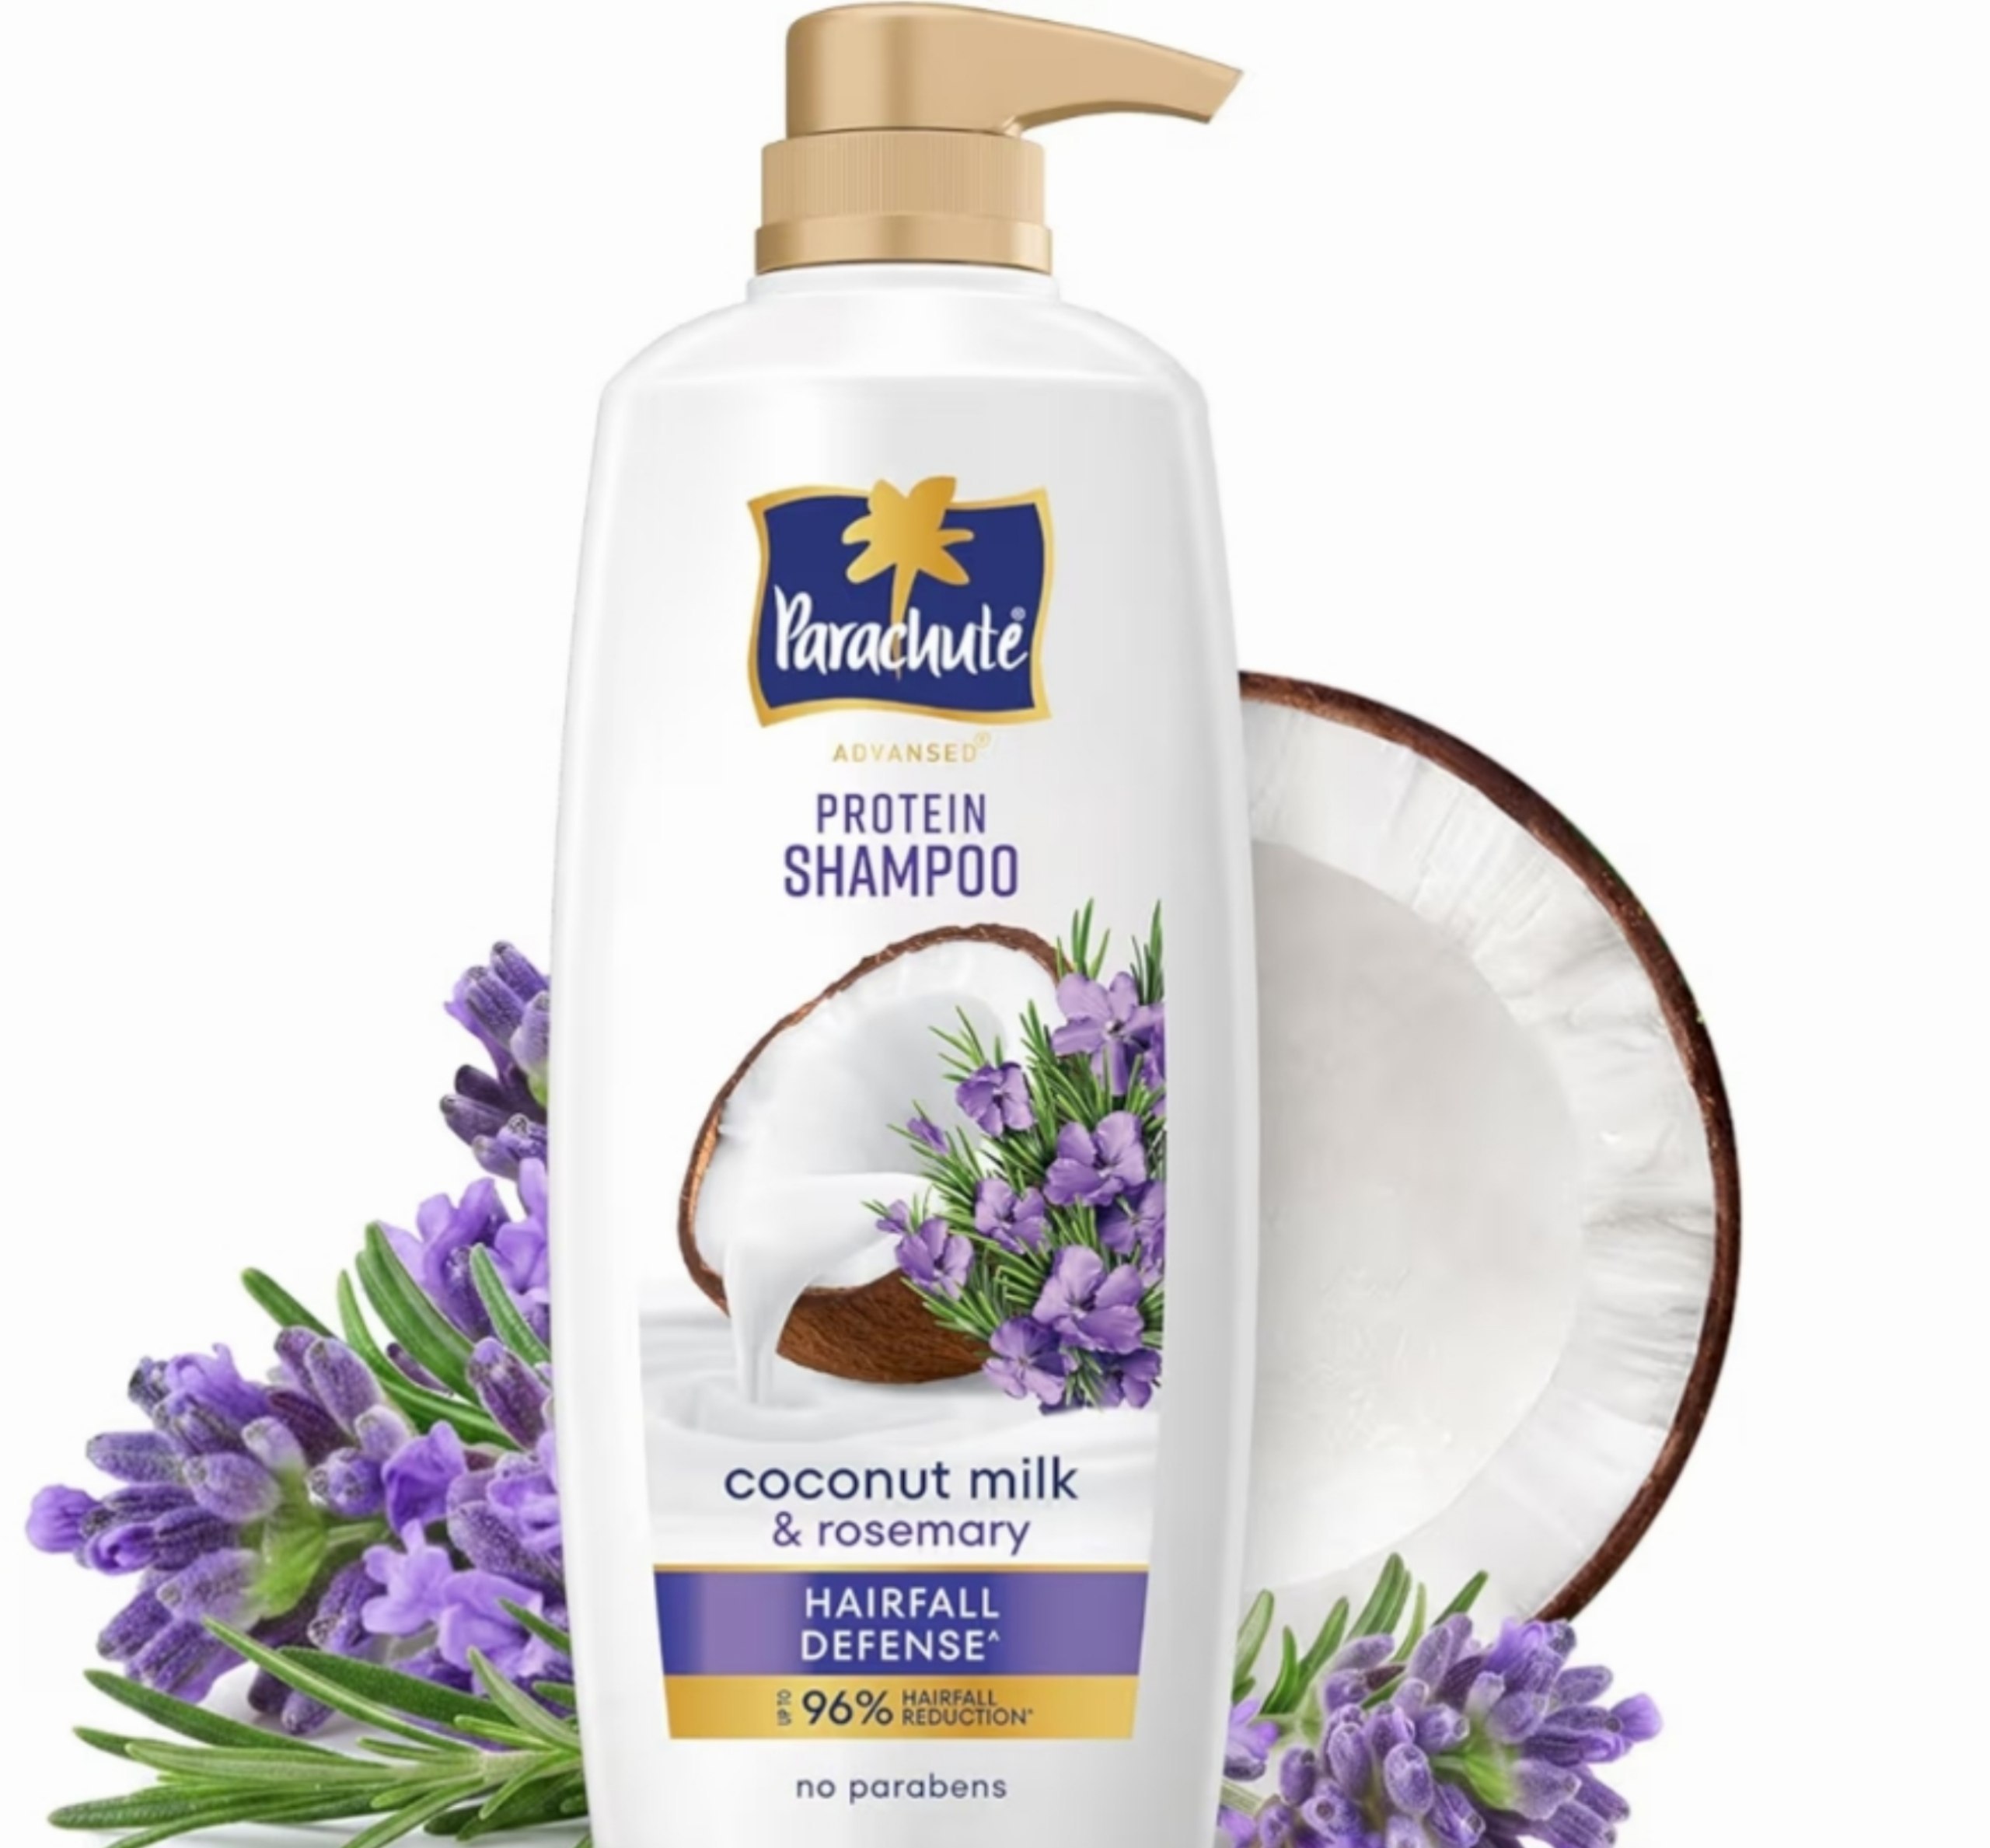 Parachute®
ADVANSED®
PROTEIN
SHAMPOO
coconut milk
& rosemary
HAIRFALL
DEFENSE^
UP TO 96% HAIRFALL
REDUCTION*
no parabens